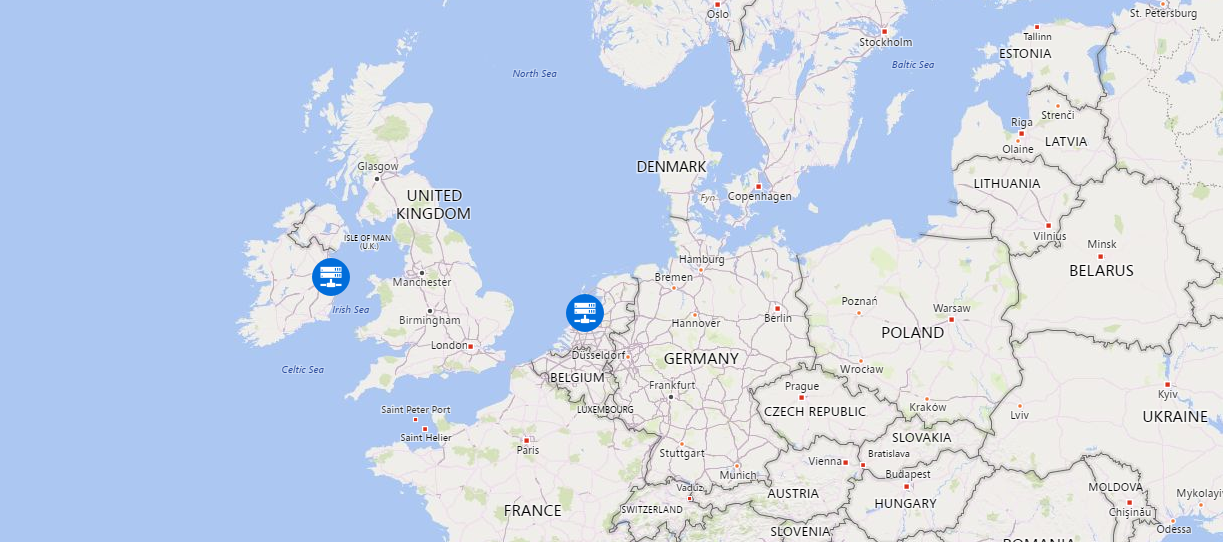 Oslo
St. Petersburg
Stockholm
Tallinn
ESTONIA
North Sea
Baltic Sea
Strenči
Riga
Olaine
LATVIA
Glasgow
DENMARK
LITHUANIA
UNITED
KINGDOM
Fyn
Copenhagen
Vilnius
ISLE OF MAN
(U.K.)
Minsk
BELARUS
Hamburg
Bremen
Manchester
Irish Sea
Birmingham
Hannover
Berlin
Poznań
Warsaw
POLAND
London
Düsseldorf
GERMANY
Celtic Sea
BELGIUM
Frankfurt
Wrocław
Prague
Kyiv
Saint Peter Port
Saint Helier
LUXEMBOURG
CZECH REPUBLIC
Kraków
Lviv
UKRAINE
Paris
Stuttgart
SLOVAKIA
Vienna
Bratislava
Munich
Budapest
Vaduz
AUSTRIA
HUNGARY
MOLDOVA
Mykolayi
FRANCE
SWITZERLAND
Chișinău
SLOVENIA
Odessa
ROMANIA